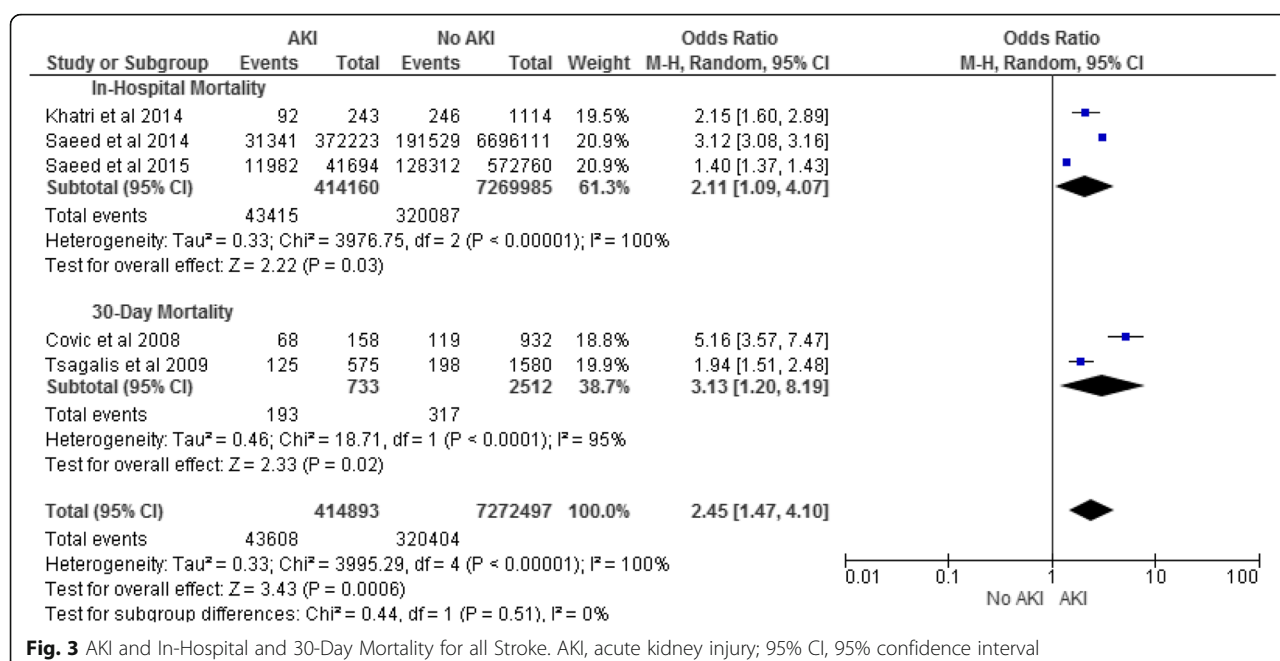 AKI No AKI Odds Ratio Odds Ratio
Study or Subgroup Events Total Events Total Weight M-H, Random, 95% CI M-H, Random, 95% CI
In-Hospital Mortality
Khatri et al 2014 92 243 246 1114 19.5% 2.15 [1.60, 2.89]
Saeed et al 2014 31341 372223 191529 6696111 20.9% 3.12 [3.08, 3.16]
Saeed et al 2015 11982 41694 128312 572760 20.9% 1.40 [1.37, 1.43]
Subtotal (95% CI) 414160 7269985 61.3% 2.11 [1.09, 4.07]
Total events 43415 320087
Heterogeneity: Tau² = 0.33; Chi² = 3976.75, df = 2 (P < 0.00001); I² = 100%
Test for overall effect: Z = 2.22 (P = 0.03)
30-Day Mortality
Covic et al 2008 68 158 119 932 18.8% 5.16 [3.57, 7.47]
Tsagalis et al 2009 125 575 198 1580 19.9% 1.94 [1.51, 2.48]
Subtotal (95% CI) 733 2512 38.7% 3.13 [1.20, 8.19]
Total events 193 317
Heterogeneity: Tau² = 0.46; Chi² = 18.71, df = 1 (P < 0.0001); I² = 95%
Test for overall effect: Z = 2.33 (P = 0.02)
Total (95% CI) 414893 7272497 100.0% 2.45 [1.47, 4.10]
Total events 43608 320404
Heterogeneity: Tau² = 0.33; Chi² = 3995.29, df = 4 (P < 0.00001); I² = 100%
Test for overall effect: Z = 3.43 (P = 0.0006)
Test for subgroup differences: Chi² = 0.44, df = 1 (P = 0.51), I² = 0%
0.01 0.1 1 10 100
No AKI AKI
Fig. 3 AKI and In-Hospital and 30-Day Mortality for all Stroke. AKI, acute kidney injury; 95% CI, 95% confidence interval